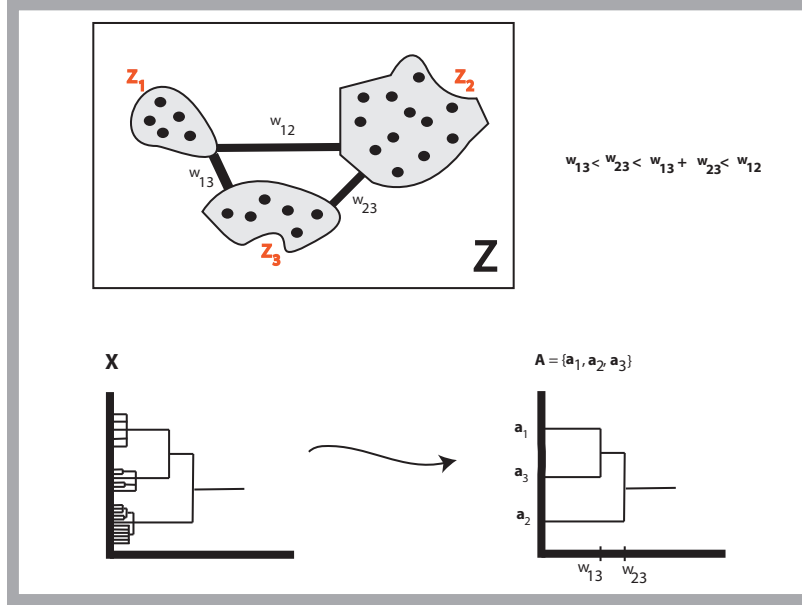 Z₁
Z₂
w₁₂
w₁₃ < w₂₃ < w₁₃ + w₂₃ < w₁₂
w₁₃
w₂₃
Z₃
Z
X
A = {a₁, a₂, a₃}
a₁
a₃
a₂
w₁₃ w₂₃